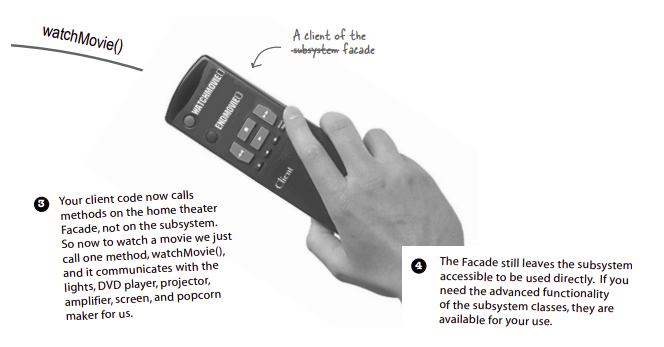 watchMovie()
A client of the
subsystem facade
WATCHMOVIE()
ENDMOVIE()
Client
3
Your client code now calls
methods on the home theater
Facade, not on the subsystem.
So now to watch a movie we just
call one method, watchMovie(),
and it communicates with the
lights, DVD player, projector,
amplifier, screen, and popcorn
maker for us.
4
The Facade still leaves the subsystem
accessible to be used directly. If you
need the advanced functionality
of the subsystem classes, they are
available for your use.